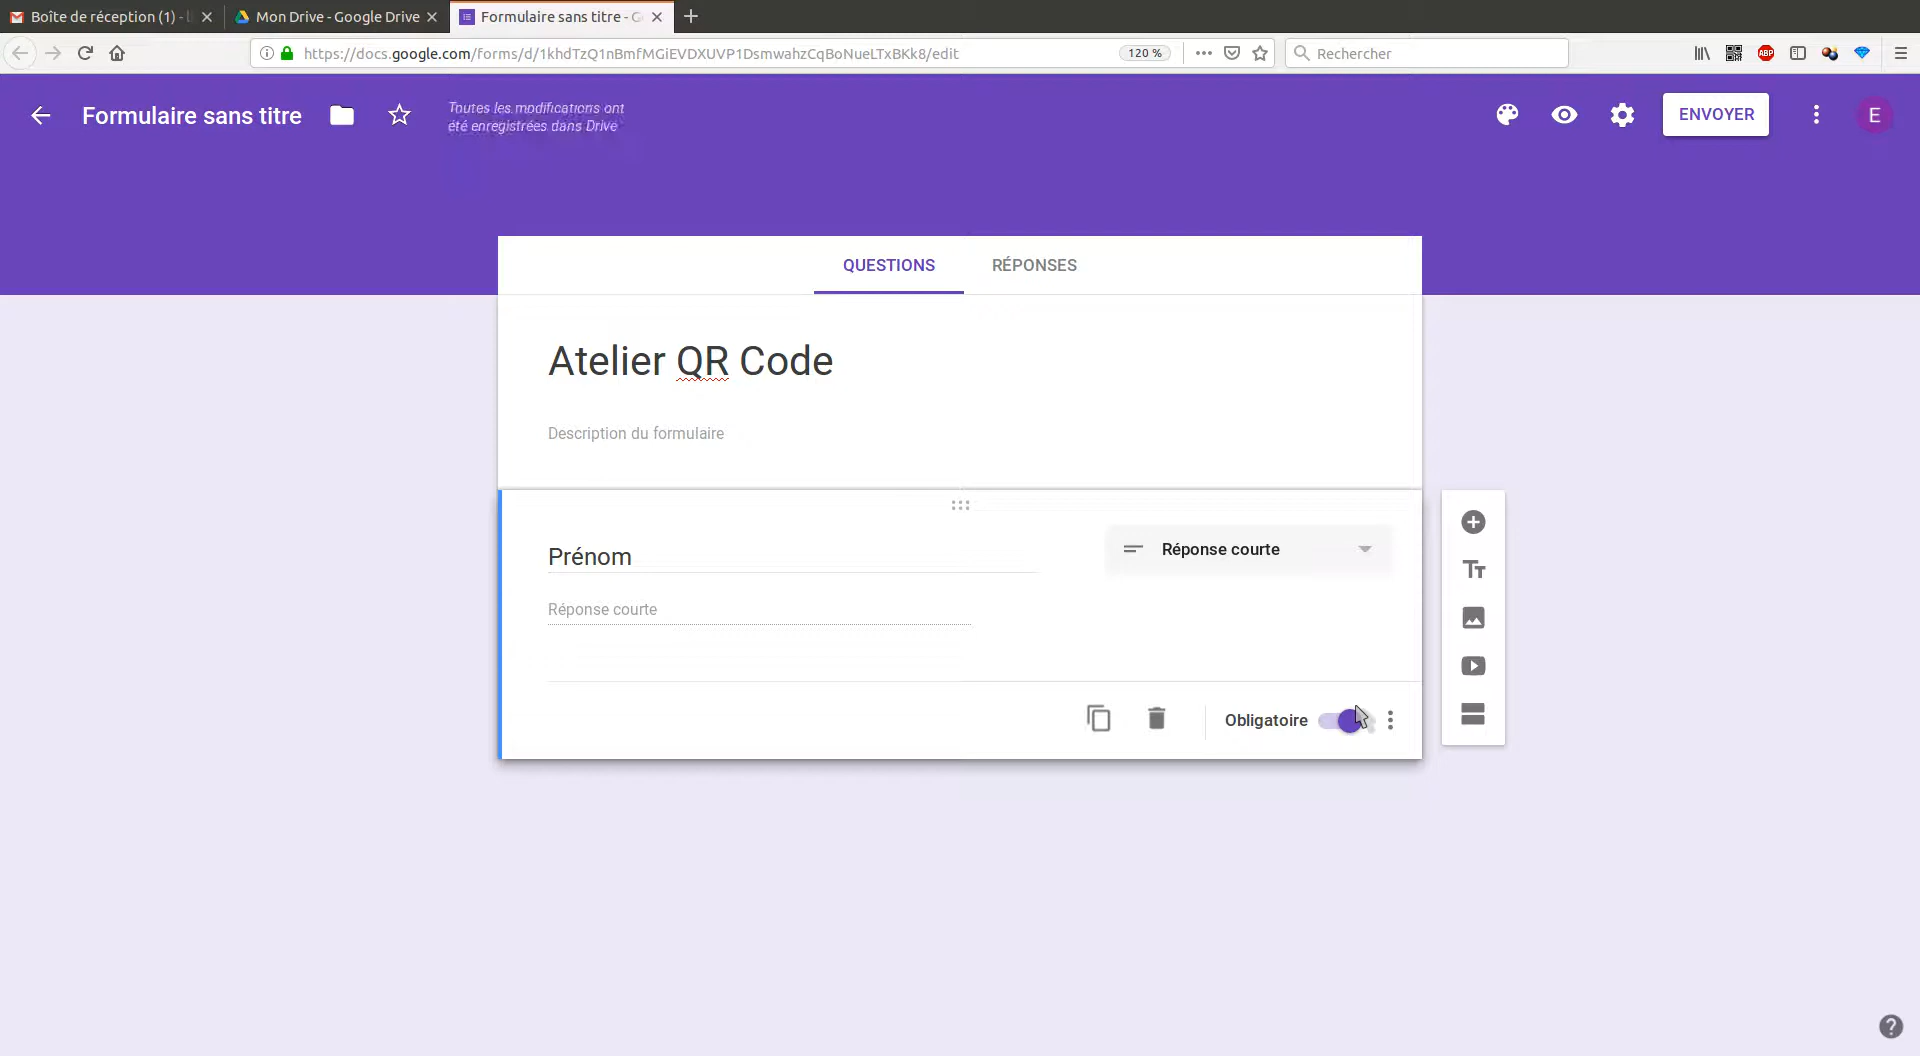 Boîte de réception (1) -
Mon Drive - Google Drive
Formulaire sans titre -
https://docs.google.com/forms/d/1khdTzQ1nBmfMGiEVDXUVP1DsmwahzCqBoNueLTxBKk8/edit
120 %
Rechercher
ABP
Formulaire sans titre
Toutes les modifications ont
été enregistrées dans Drive
ENVOYER
E
QUESTIONS
RÉPONSES
Atelier QR Code
Description du formulaire
Prénom
Réponse courte
Réponse courte
Obligatoire